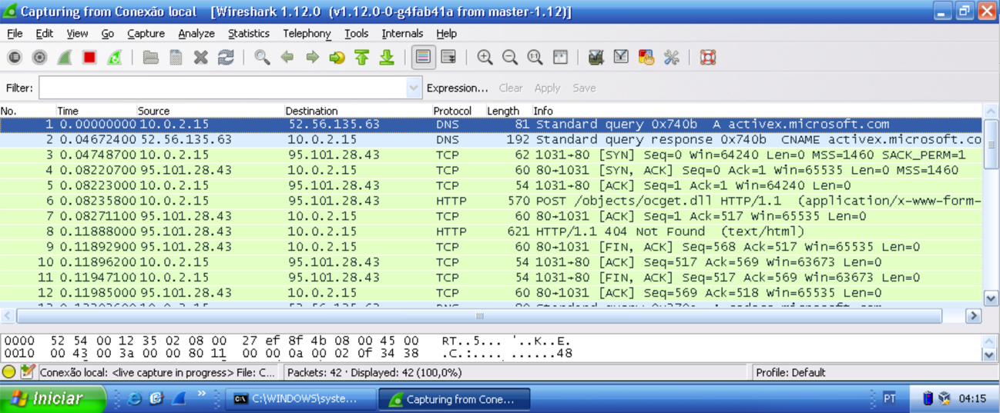 Capturing from Conexão local [Wireshark 1.12.0 (v1.12.0-0-g4fab41a from master-1.12)]
File Edit View Go Capture Analyze Statistics Telephony Tools Internals Help
Filter: Expression... Clear Apply Save
No. Time Source Destination Protocol Length Info
1 0.00000000 10.0.2.15 52.56.135.63 DNS 81 Standard query 0x740b A activex.microsoft.com
2 0.04672400 52.56.135.63 10.0.2.15 DNS 192 Standard query response 0x740b CNAME activex.microsoft.co
3 0.04748700 10.0.2.15 95.101.28.43 TCP 62 1031→80 [SYN] Seq=0 Win=64240 Len=0 MSS=1460 SACK_PERM=1
4 0.08220700 95.101.28.43 10.0.2.15 TCP 60 80→1031 [SYN, ACK] Seq=0 Ack=1 Win=65535 Len=0 MSS=1460
5 0.08223000 10.0.2.15 95.101.28.43 TCP 54 1031→80 [ACK] Seq=1 Ack=1 Win=64240 Len=0
6 0.08235800 10.0.2.15 95.101.28.43 HTTP 570 POST /objects/ocget.dll HTTP/1.1 (application/x-www-form-
7 0.08271100 95.101.28.43 10.0.2.15 TCP 60 80→1031 [ACK] Seq=1 Ack=517 Win=65535 Len=0
8 0.11888000 95.101.28.43 10.0.2.15 HTTP 621 HTTP/1.1 404 Not Found (text/html)
9 0.11892900 95.101.28.43 10.0.2.15 TCP 60 80→1031 [FIN, ACK] Seq=568 Ack=517 Win=65535 Len=0
10 0.11896200 10.0.2.15 95.101.28.43 TCP 54 1031→80 [ACK] Seq=517 Ack=569 Win=63673 Len=0
11 0.11947100 10.0.2.15 95.101.28.43 TCP 54 1031→80 [FIN, ACK] Seq=517 Ack=569 Win=63673 Len=0
12 0.11985000 95.101.28.43 10.0.2.15 TCP 60 80→1031 [ACK] Seq=569 Ack=518 Win=65535 Len=0
0000 52 54 00 12 35 02 08 00 27 ef 8f 4b 08 00 45 00 RT..5... '..K..E.
0010 00 43 00 3a 00 00 80 11 00 00 0a 00 02 0f 34 38 .C.:.... ......48
Conexão local: <live capture in progress> File: C... Packets: 42 · Displayed: 42 (100,0%) Profile: Default
Iniciar C:\WINDOWS\syste... Capturing from Cone... PT 04:15